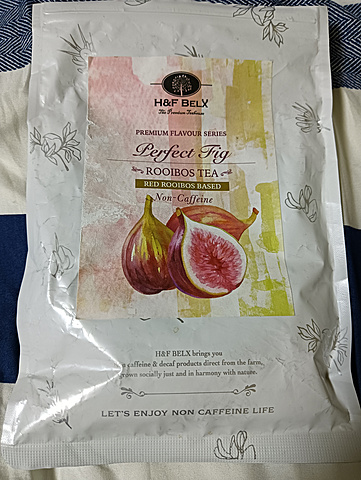 H&F BELX
The Premium Teahouse
PREMIUM FLAVOUR SERIES
Perfect Fig
ROOIBOS TEA
RED ROOIBOS BASED
Non-Caffeine
H&F BELX brings you
caffeine & decaf products direct from the farm,
grown socially just and in harmony with nature.
LET'S ENJOY NON CAFFEINE LIFE